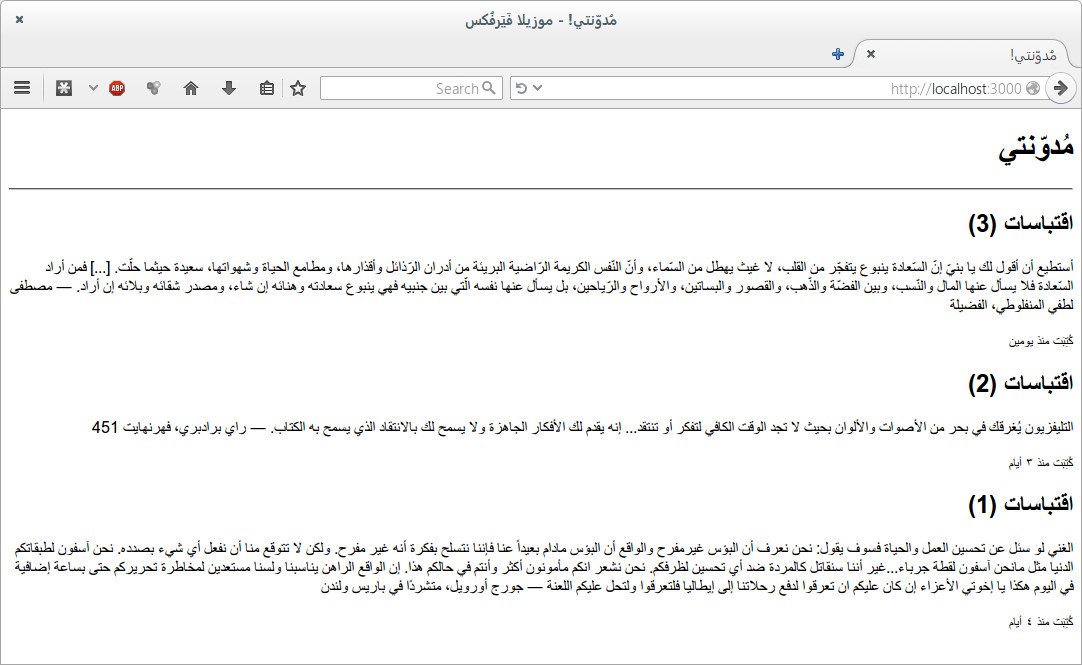 مُدوّنتي! - موزيلا فَيَرفُكس
مُدوّنتي!
http://localhost:3000
Search
ABP
مُدوّنتي
اقتباسات (3)
أستطيع أن أقول لك يا بنيّ إنّ السّعادة ينبوع يتفجّر من القلب، لا غيث يهطل من السّماء، وأنّ النّفس الكريمة الرّاضية البريئة من أدران الرّذائل وأقذارها، ومطامع الحياة وشهواتها، سعيدة حيثما حلّت. [...] فمن أراد
السّعادة فلا يسأل عنها المال والنّسب، وبين الفضّة والذّهب، والقصور والبساتين، والأرواح والرّياحين، بل يسأل عنها نفسه الّتي بين جنبيه فهي ينبوع سعادته وهنائه إن شاء، ومصدر شقائه وبلائه إن أراد. — مصطفى
لطفي المنفلوطي، الفضيلة
كُتِبَت منذ يومين
اقتباسات (2)
التليفزيون يُغرقك في بحر من الأصوات والألوان بحيث لا تجد الوقت الكافي لتفكر أو تنتقد... إنه يقدم لك الأفكار الجاهزة ولا يسمح لك بالانتقاد الذي يسمح به الكتاب. — راي برادبري، فهرنهايت 451
كُتِبَت منذ ٣ أيام
اقتباسات (1)
الغني لو سئل عن تحسين العمل والحياة فسوف يقول: نحن نعرف أن البؤس غيرمفرح والواقع أن البؤس مادام بعيداً عنا فإننا نتسلح بفكرة أنه غير مفرح. ولكن لا تتوقع منا أن نفعل أي شيء بصدده. نحن آسفون لطبقاتكم
الدنيا مثل مانحن آسفون لقطة جرباء...غير أننا سنقاتل كالمردة ضد أي تحسين لظرفكم. نحن نشعر انكم مأمونون أكثر وأنتم في حالكم هذا. إن الواقع الراهن يناسبنا ولسنا مستعدين لمخاطرة تحريركم حتى بساعة إضافية
في اليوم هكذا يا إخوتي الأعزاء إن كان عليكم ان تعرقوا لدفع رحلاتنا إلى إيطاليا فلتعرقوا ولتحل عليكم اللعنة — جورج أورويل، متشردًا في باريس ولندن
كُتِبَت منذ ٤ أيام